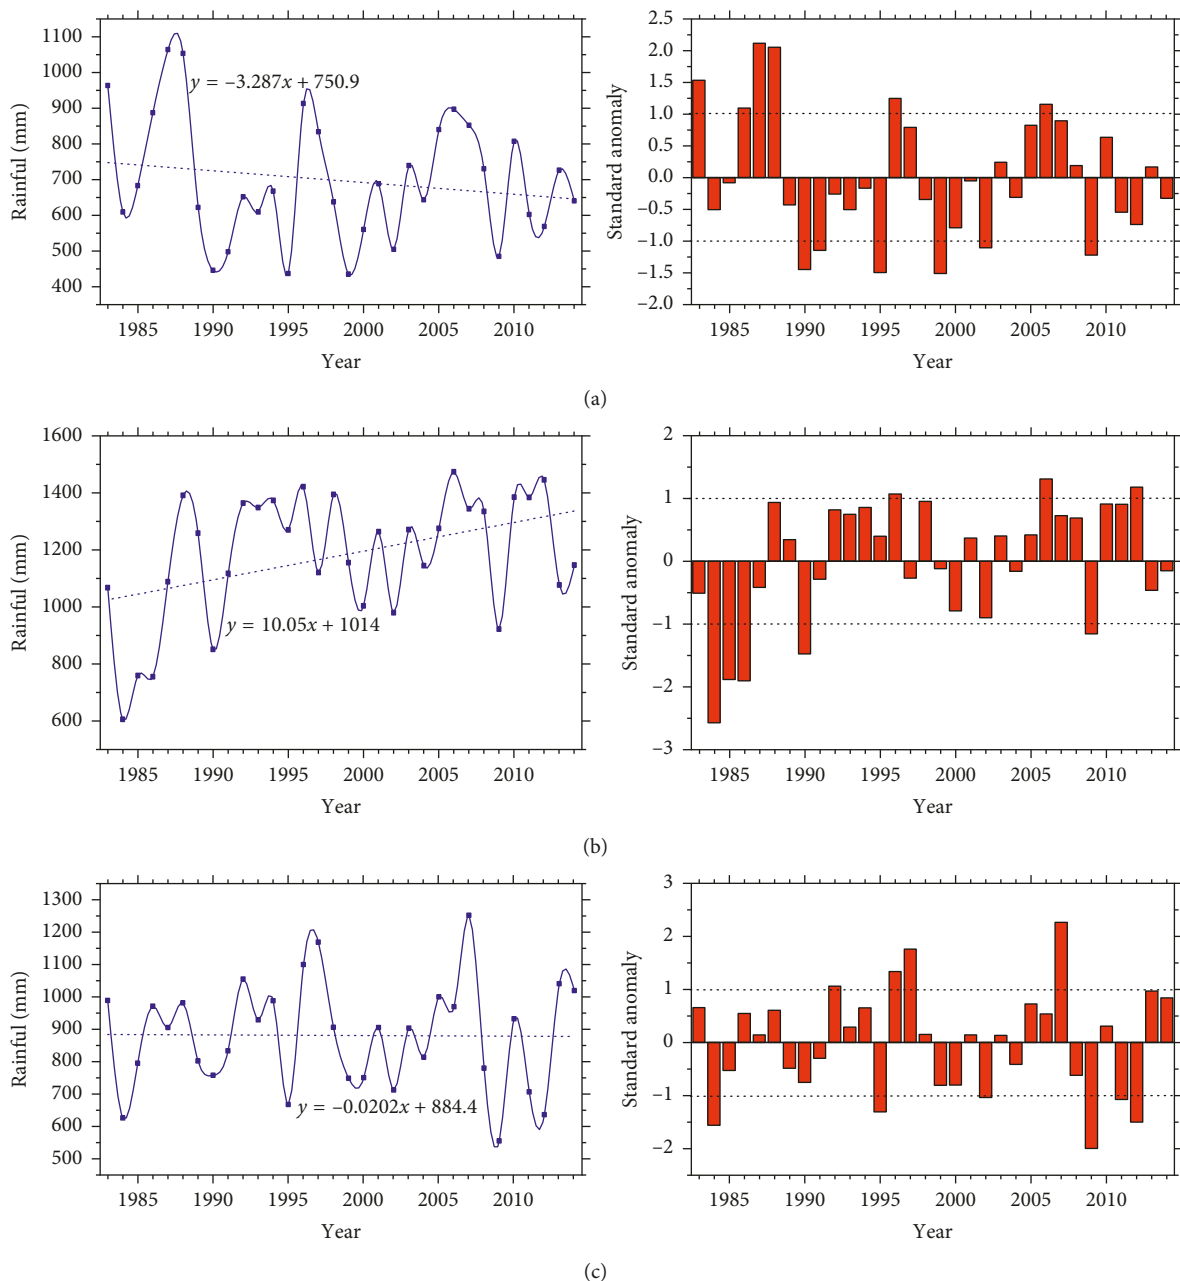 1100
1000
900
800
700
600
500
400
Rainful (mm)
y = –3.287x + 750.9
1985 1990 1995 2000 2005 2010
Year
2.5
2.0
1.5
1.0
0.5
0.0
–0.5
–1.0
–1.5
–2.0
Standard anomaly
1985 1990 1995 2000 2005 2010
Year
(a)
1600
1400
1200
1000
800
600
Rainful (mm)
y = 10.05x + 1014
1985 1990 1995 2000 2005 2010
Year
2
1
0
–1
–2
–3
Standard anomaly
1985 1990 1995 2000 2005 2010
Year
(b)
1300
1200
1100
1000
900
800
700
600
500
Rainful (mm)
y = –0.0202x + 884.4
1985 1990 1995 2000 2005 2010
Year
3
2
1
0
–1
–2
Standard anomaly
1985 1990 1995 2000 2005 2010
Year
(c)